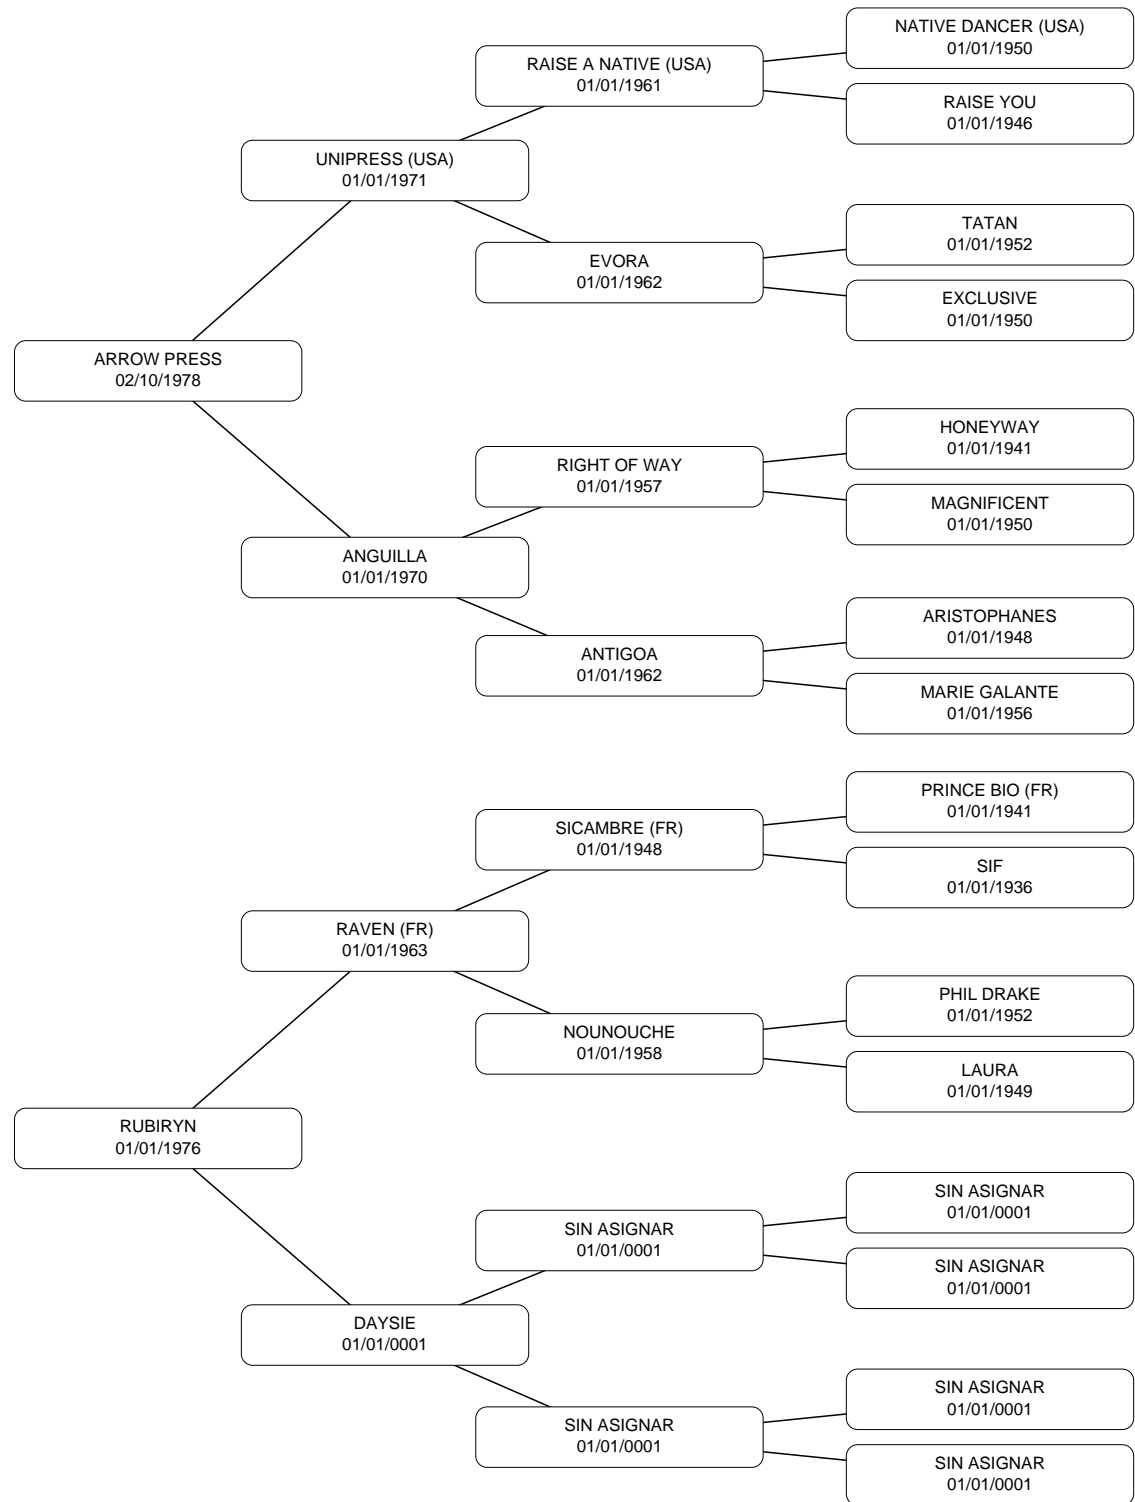 NATIVE DANCER (USA)
01/01/1950
RAISE A NATIVE (USA)
01/01/1961
RAISE YOU
01/01/1946
UNIPRESS (USA)
01/01/1971
TATAN
01/01/1952
EVORA
01/01/1962
EXCLUSIVE
01/01/1950
ARROW PRESS
02/10/1978
HONEYWAY
01/01/1941
RIGHT OF WAY
01/01/1957
MAGNIFICENT
01/01/1950
ANGUILLA
01/01/1970
ARISTOPHANES
01/01/1948
ANTIGOA
01/01/1962
MARIE GALANTE
01/01/1956
PRINCE BIO (FR)
01/01/1941
SICAMBRE (FR)
01/01/1948
SIF
01/01/1936
RAVEN (FR)
01/01/1963
PHIL DRAKE
01/01/1952
NOUNOUCHE
01/01/1958
LAURA
01/01/1949
RUBIRYN
01/01/1976
SIN ASIGNAR
01/01/0001
SIN ASIGNAR
01/01/0001
SIN ASIGNAR
01/01/0001
DAYSIE
01/01/0001
SIN ASIGNAR
01/01/0001
SIN ASIGNAR
01/01/0001
SIN ASIGNAR
01/01/0001